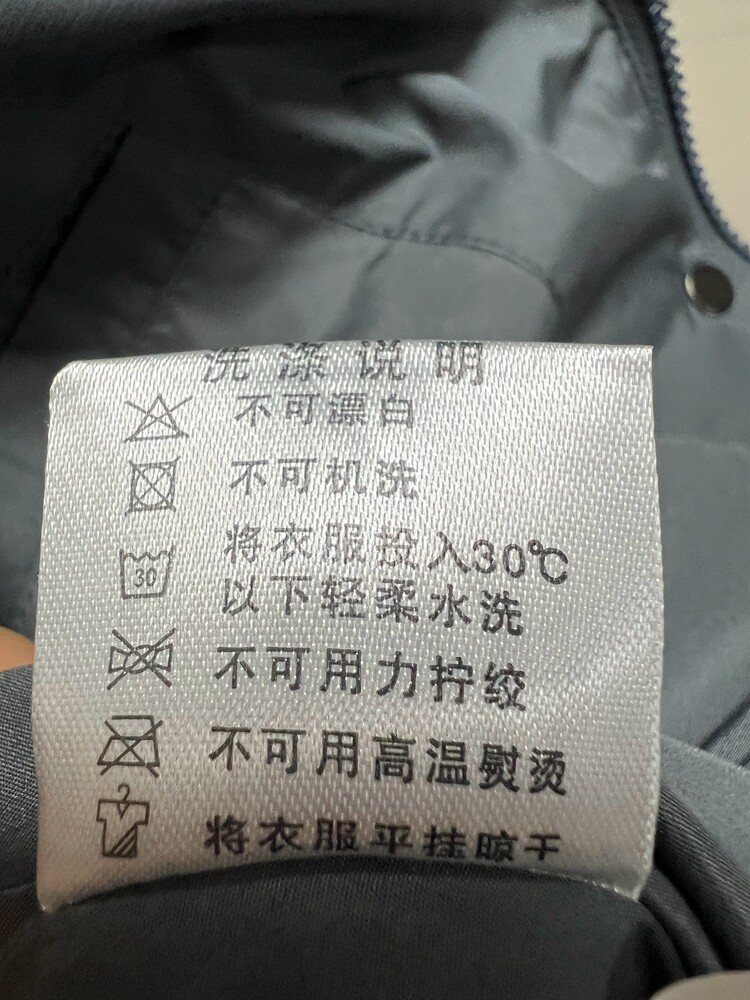 洗涤说明
不可漂白
不可机洗
将衣服投入30℃
30
以下轻柔水洗
不可用力拧绞
不可用高温熨烫
将衣服平挂晾干